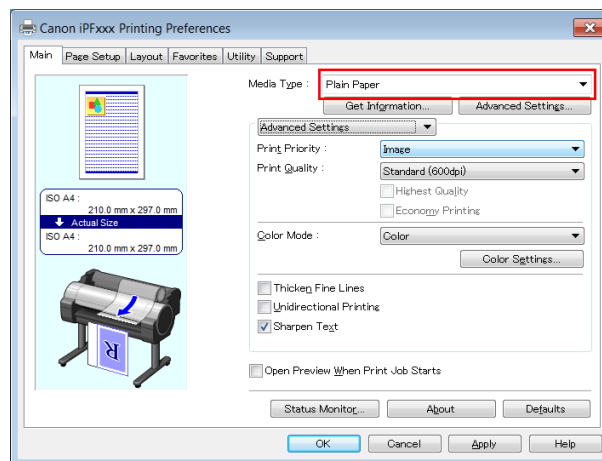 Canon iPFxxx Printing Preferences
Main Page Setup Layout Favorites Utility Support
Media Type : Plain Paper
Get Information... Advanced Settings...
Advanced Settings
Print Priority : Image
Print Quality : Standard (600dpi)
Highest Quality
Economy Printing
ISO A4 :
210.0 mm x 297.0 mm
Actual Size
ISO A4 :
210.0 mm x 297.0 mm
Color Mode : Color
Color Settings...
Thicken Fine Lines
Unidirectional Printing
Sharpen Text
R
Open Preview When Print Job Starts
Status Monitor... About Defaults
OK Cancel Apply Help